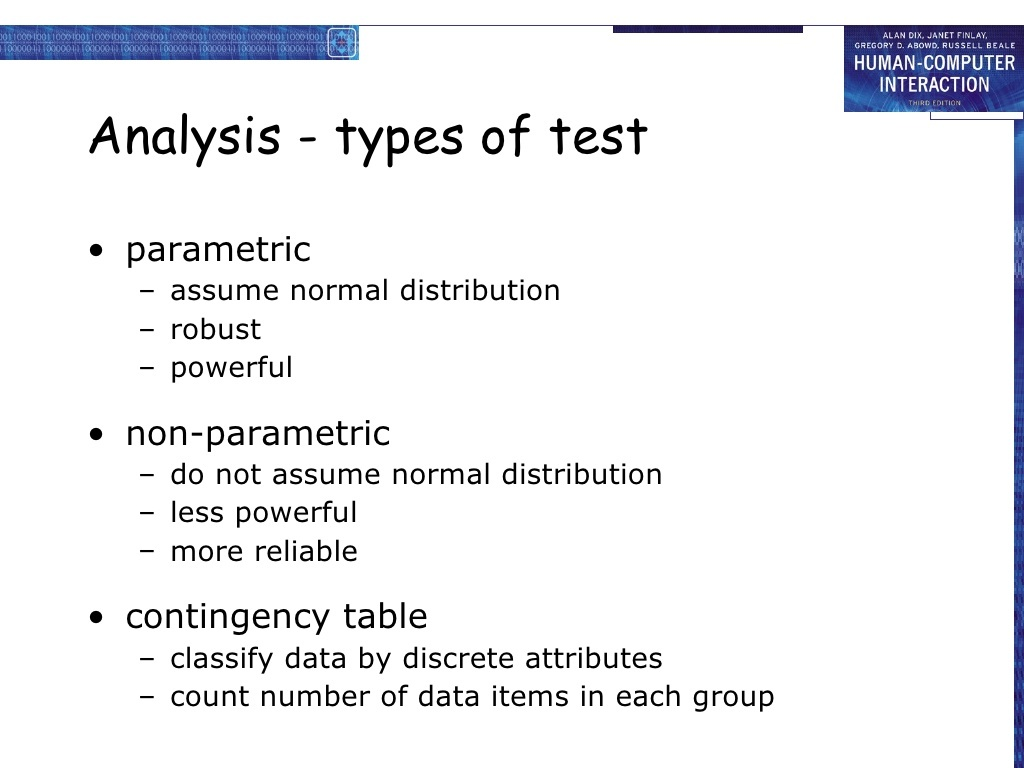 ALAN DIX, JANET FINLAY,
GREGORY D. ABOWD, RUSSELL BEALE
HUMAN-COMPUTER
INTERACTION
THIRD EDITION
Analysis - types of test
• parametric
– assume normal distribution
– robust
– powerful
• non-parametric
– do not assume normal distribution
– less powerful
– more reliable
• contingency table
– classify data by discrete attributes
– count number of data items in each group